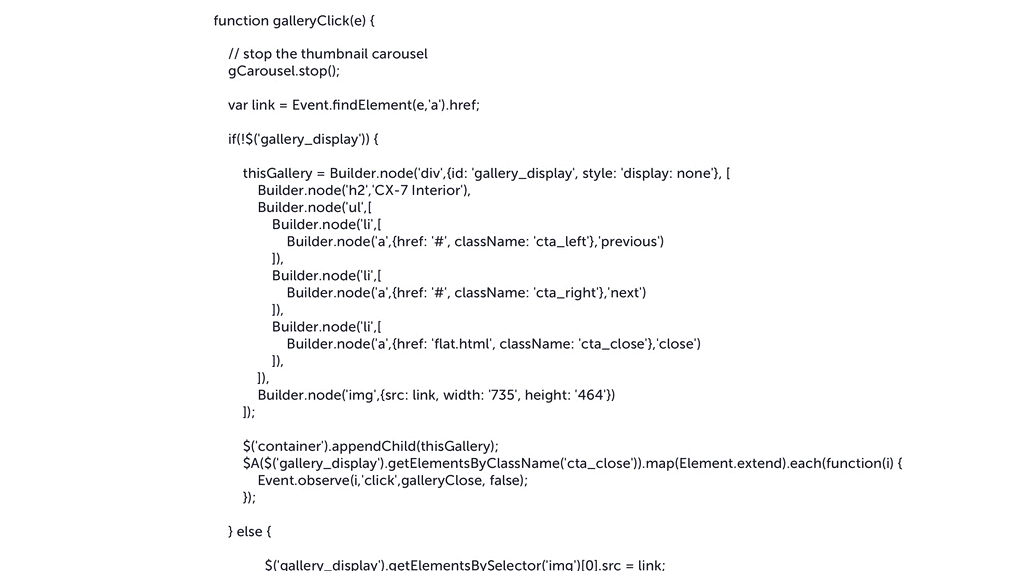 function galleryClick(e) {
// stop the thumbnail carousel
gCarousel.stop();
var link = Event.findElement(e,'a').href;
if(!$('gallery_display')) {
thisGallery = Builder.node('div',{id: 'gallery_display', style: 'display: none'}, [
Builder.node('h2','CX-7 Interior'),
Builder.node('ul',[
Builder.node('li',[
Builder.node('a',{href: '#', className: 'cta_left'},'previous')
]),
Builder.node('li',[
Builder.node('a',{href: '#', className: 'cta_right'},'next')
]),
Builder.node('li',[
Builder.node('a',{href: 'flat.html', className: 'cta_close'},'close')
]),
]),
Builder.node('img',{src: link, width: '735', height: '464'})
]);
$('container').appendChild(thisGallery);
$A($('gallery_display').getElementsByClassName('cta_close')).map(Element.extend).each(function(i) {
Event.observe(i,'click',galleryClose, false);
});
} else {
$('gallery_display').getElementsBySelector('img')[0].src = link;